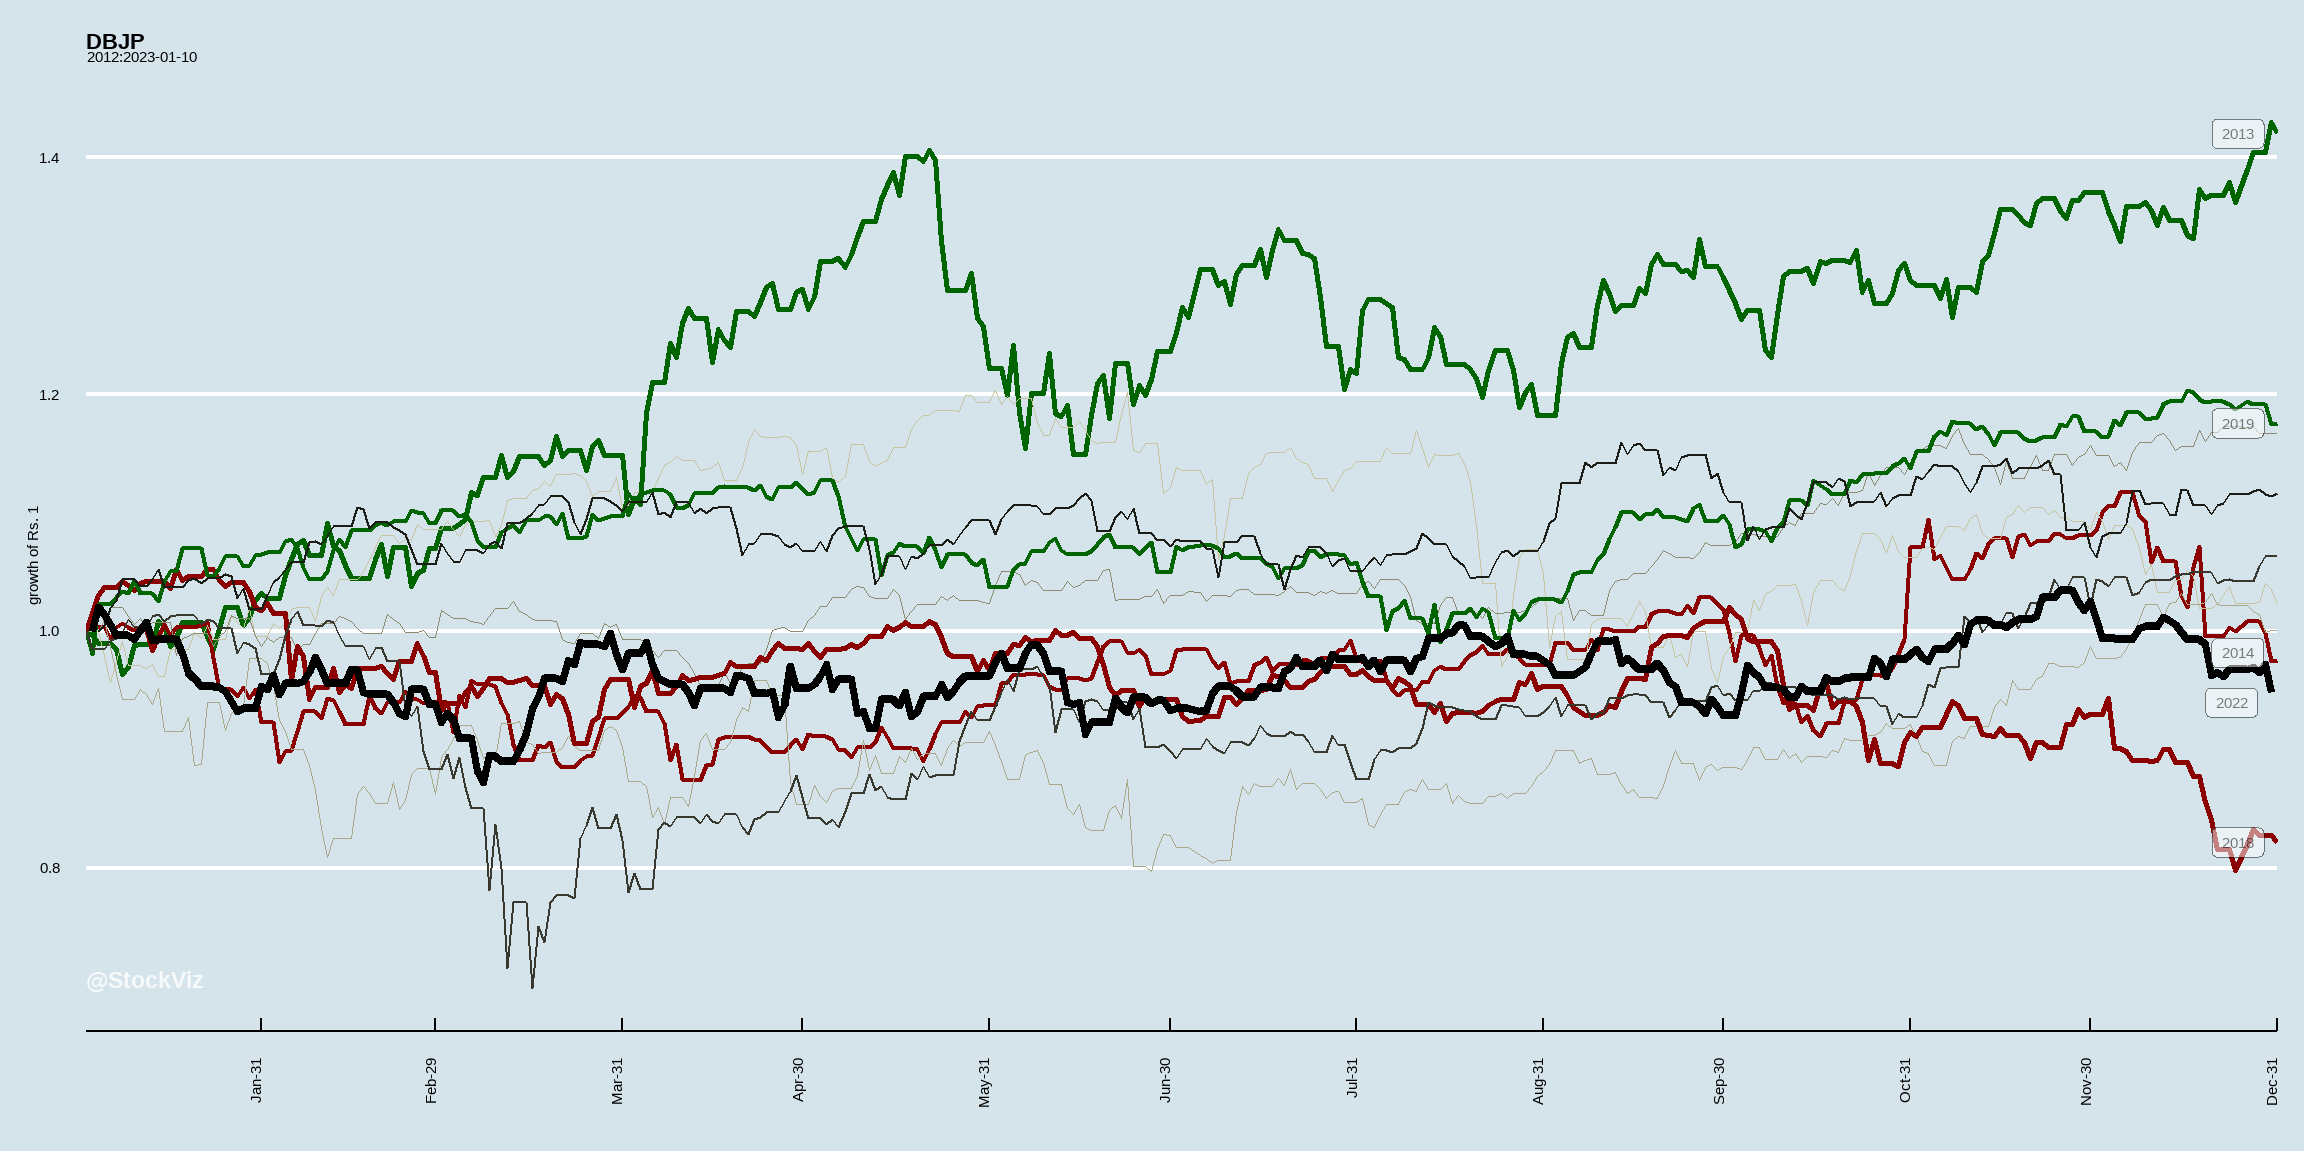 DBJP
2012:2023-01-10
growth of Rs. 1
1.4
1.2
1.0
0.8
2013
2019
2014
2022
2018
@StockViz
Jan-31
Feb-29
Mar-31
Apr-30
May-31
Jun-30
Jul-31
Aug-31
Sep-30
Oct-31
Nov-30
Dec-31